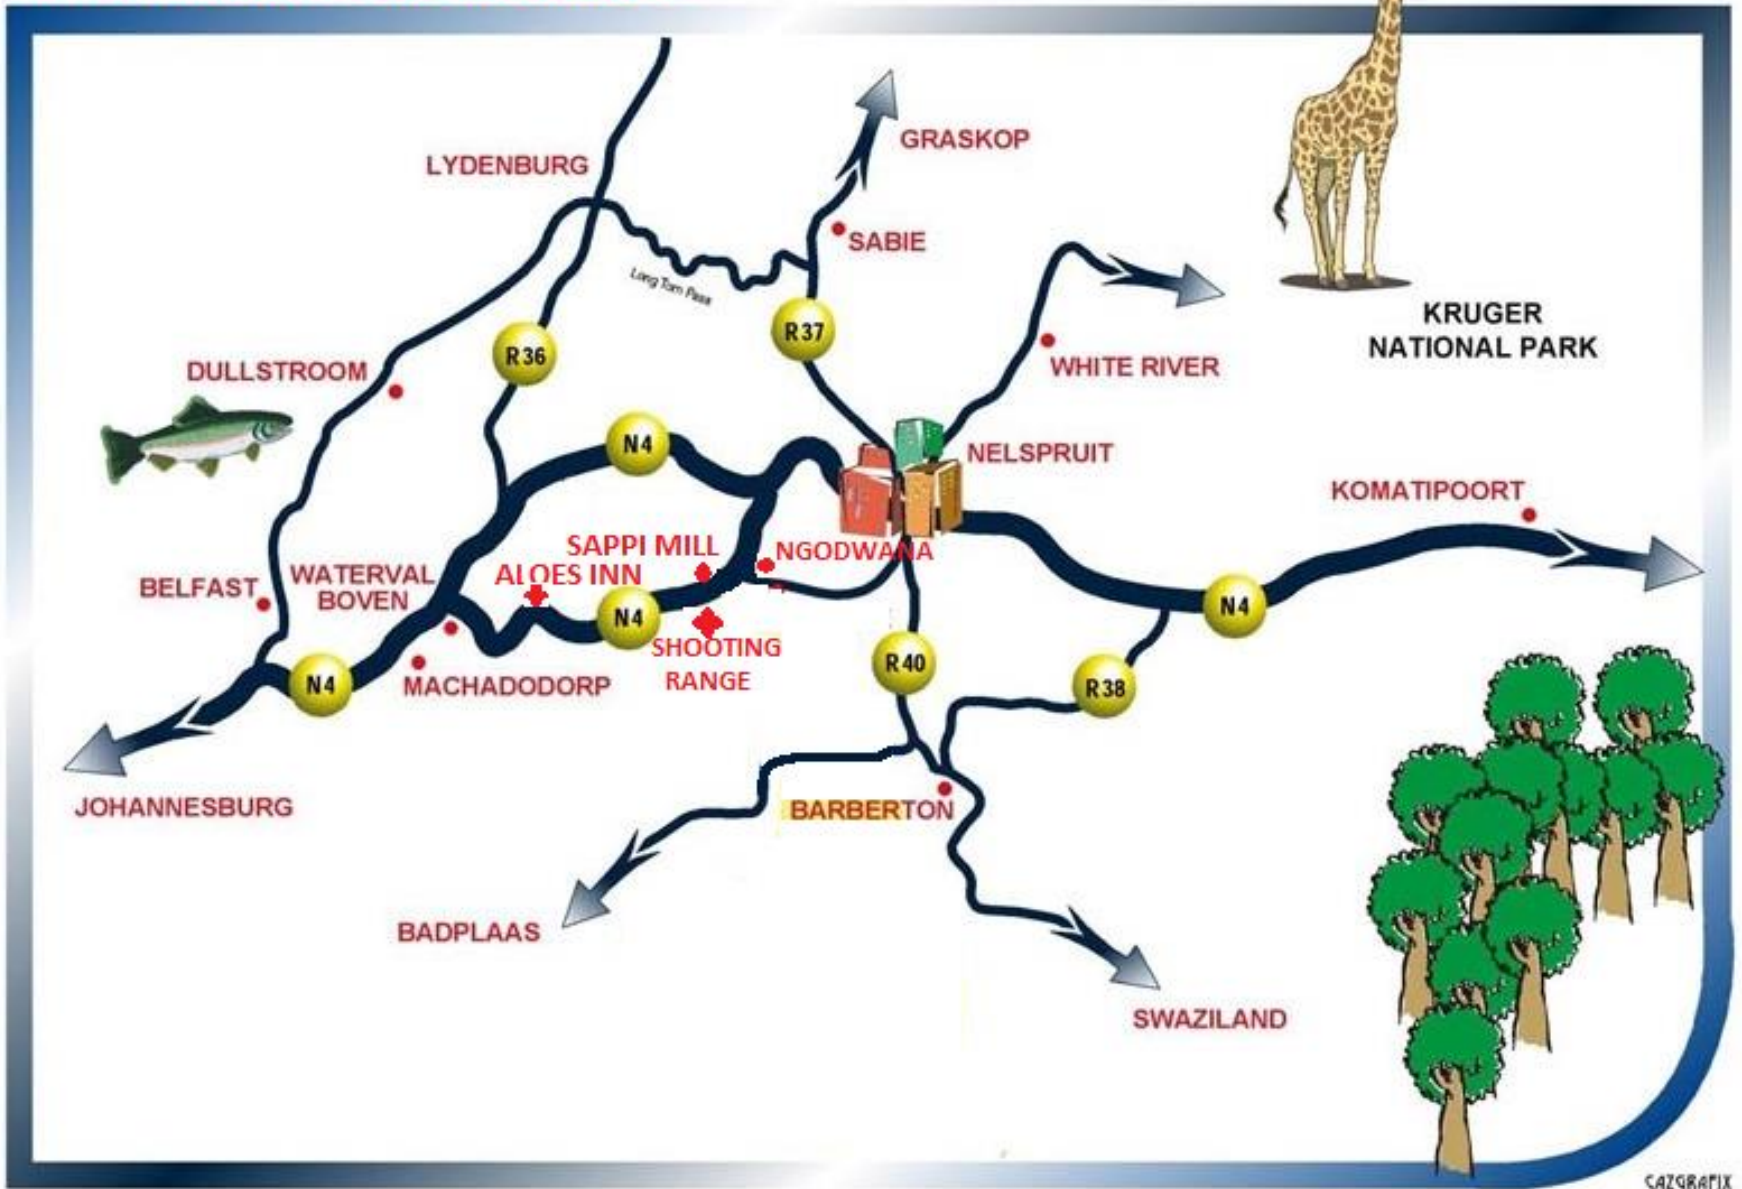 GRASKOP
LYDENBURG
SABIE
Long Tom Pass
KRUGER
NATIONAL PARK
R37
R36
DULLSTROOM
WHITE RIVER
N4
NELSPRUIT
KOMATIPOORT
SAPPI MILL
NGODWANA
ALOES INN
WATERVAL
BOVEN
BELFAST
N4
N4
SHOOTING
RANGE
R40
R38
N4
MACHADODORP
JOHANNESBURG
BARBERTON
BADPLAAS
SWAZILAND
CAZGRAFIX